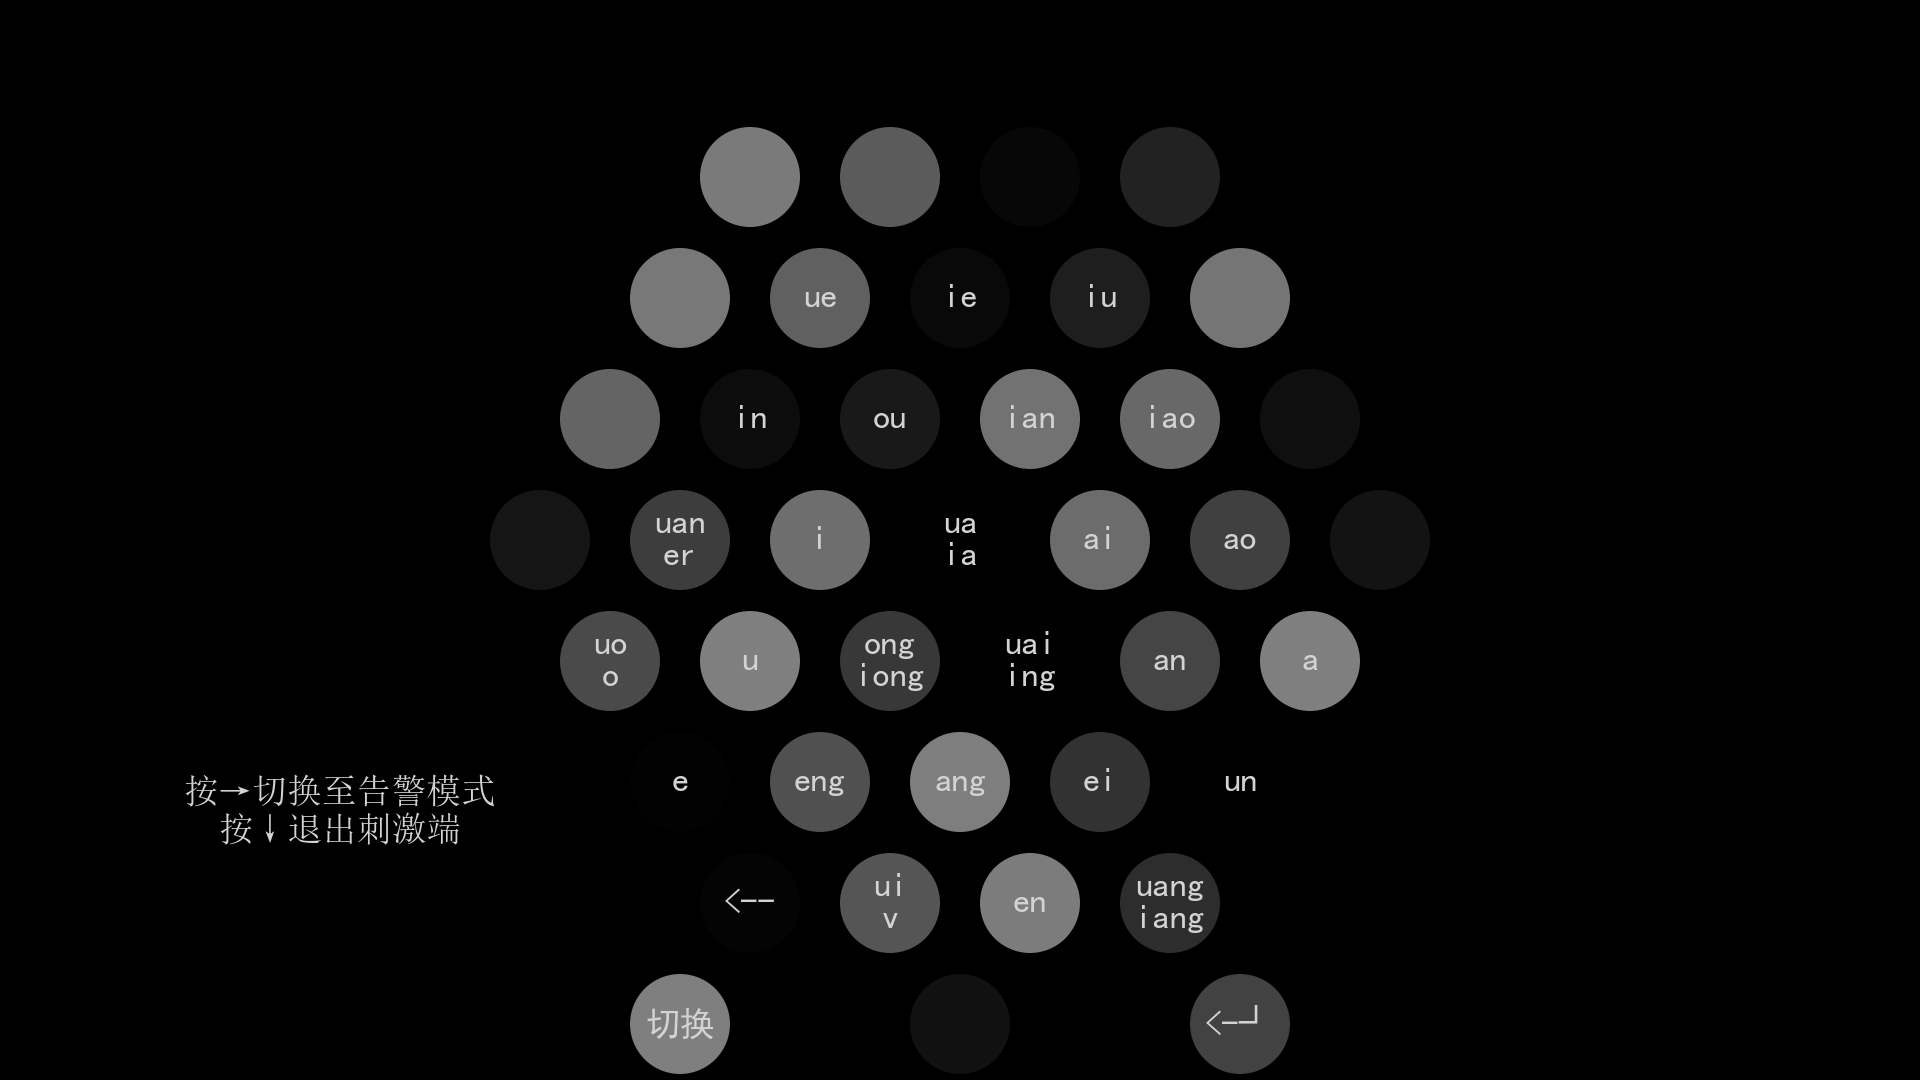 ue
ie
iu
in
ou
ian
iao
uan
er
i
ua
ia
ai
ao
uo
o
u
ong
iong
uai
ing
an
a
e
eng
ang
ei
un
按→切换至告警模式
按↓退出刺激端
<--
ui
v
en
uang
iang
切换
<-┘